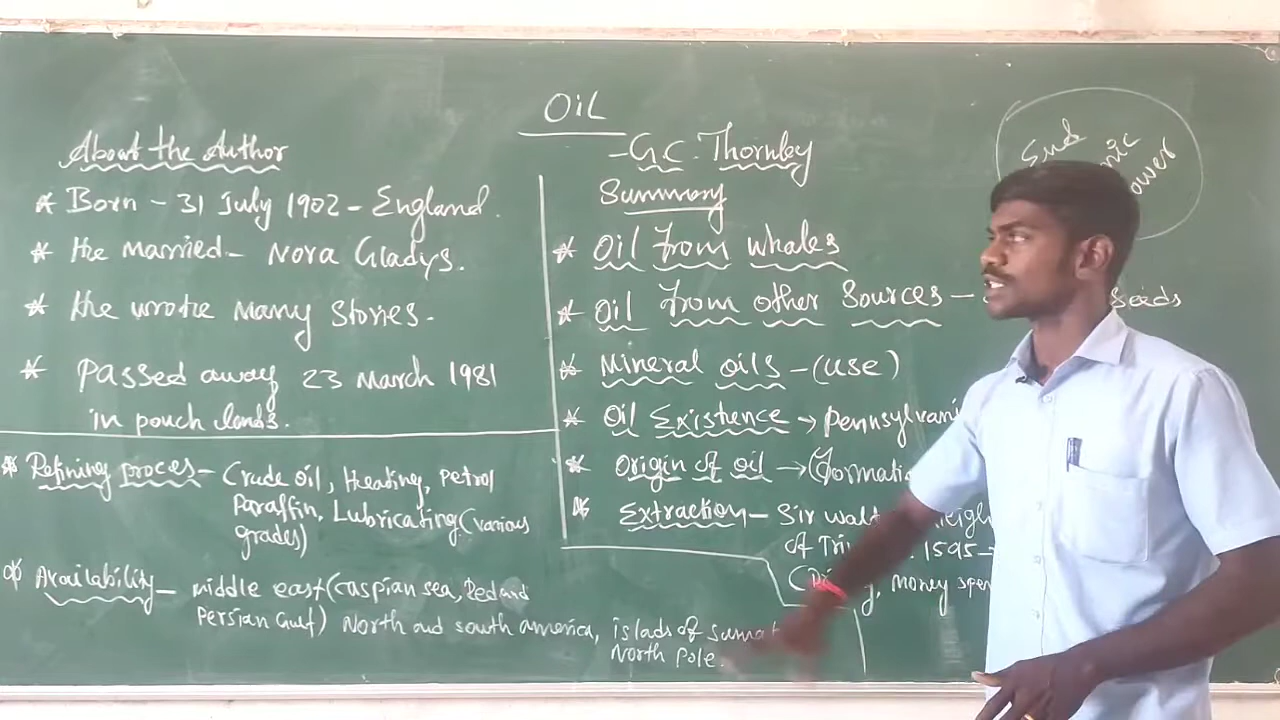 OiL
-G.C. Thornley
About the Author
* Born - 31 July 1902 - England.
* He married - Nora Gladys.
* He wrote many stories.
* Passed away 23 March 1981
in pouch lands.
Summary
* Oil From whales
* Oil From other Sources - Seeds
* Mineral oils - (use)
* Oil Existence → Pennsylvani
* Origin of oil → (Formati
* Extraction - Sir walt
of Tri 1595-
money spen
End
ower
* Refining Proces - Crude oil, Heating, Petrol
Paraffin, Lubricating (various
grades)
* Availability - middle east (caspian sea, Red and
Persian Gulf) North and south america, islads of Sumat
North Pole.